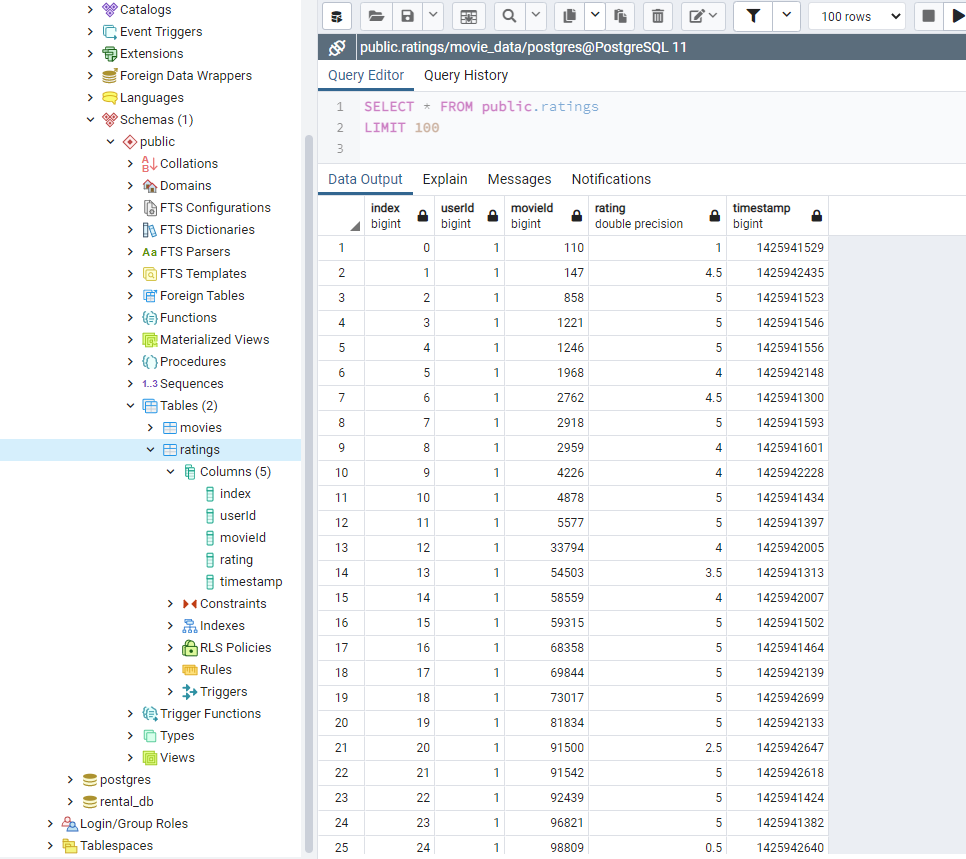 Catalogs
Event Triggers
Extensions
Foreign Data Wrappers
Languages
Schemas (1)
public
Collations
Domains
FTS Configurations
FTS Dictionaries
FTS Parsers
FTS Templates
Foreign Tables
Functions
Materialized Views
Procedures
1..3 Sequences
Tables (2)
movies
ratings
Columns (5)
index
userId
movieId
rating
timestamp
Constraints
Indexes
RLS Policies
Rules
Triggers
Trigger Functions
Types
Views
postgres
rental_db
Login/Group Roles
Tablespaces
100 rows
public.ratings/movie_data/postgres@PostgreSQL 11
Query Editor Query History
1 SELECT * FROM public.ratings
2 LIMIT 100
3
Data Output Explain Messages Notifications
index userId movieId rating timestamp
bigint bigint bigint double precision bigint
1 0 1 110 1 1425941529
2 1 1 147 4.5 1425942435
3 2 1 858 5 1425941523
4 3 1 1221 5 1425941546
5 4 1 1246 5 1425941556
6 5 1 1968 4 1425942148
7 6 1 2762 4.5 1425941300
8 7 1 2918 5 1425941593
9 8 1 2959 4 1425941601
10 9 1 4226 4 1425942228
11 10 1 4878 5 1425941434
12 11 1 5577 5 1425941397
13 12 1 33794 4 1425942005
14 13 1 54503 3.5 1425941313
15 14 1 58559 4 1425942007
16 15 1 59315 5 1425941502
17 16 1 68358 5 1425941464
18 17 1 69844 5 1425942139
19 18 1 73017 5 1425942699
20 19 1 81834 5 1425942133
21 20 1 91500 2.5 1425942647
22 21 1 91542 5 1425942618
23 22 1 92439 5 1425941424
24 23 1 96821 5 1425941382
25 24 1 98809 0.5 1425942640